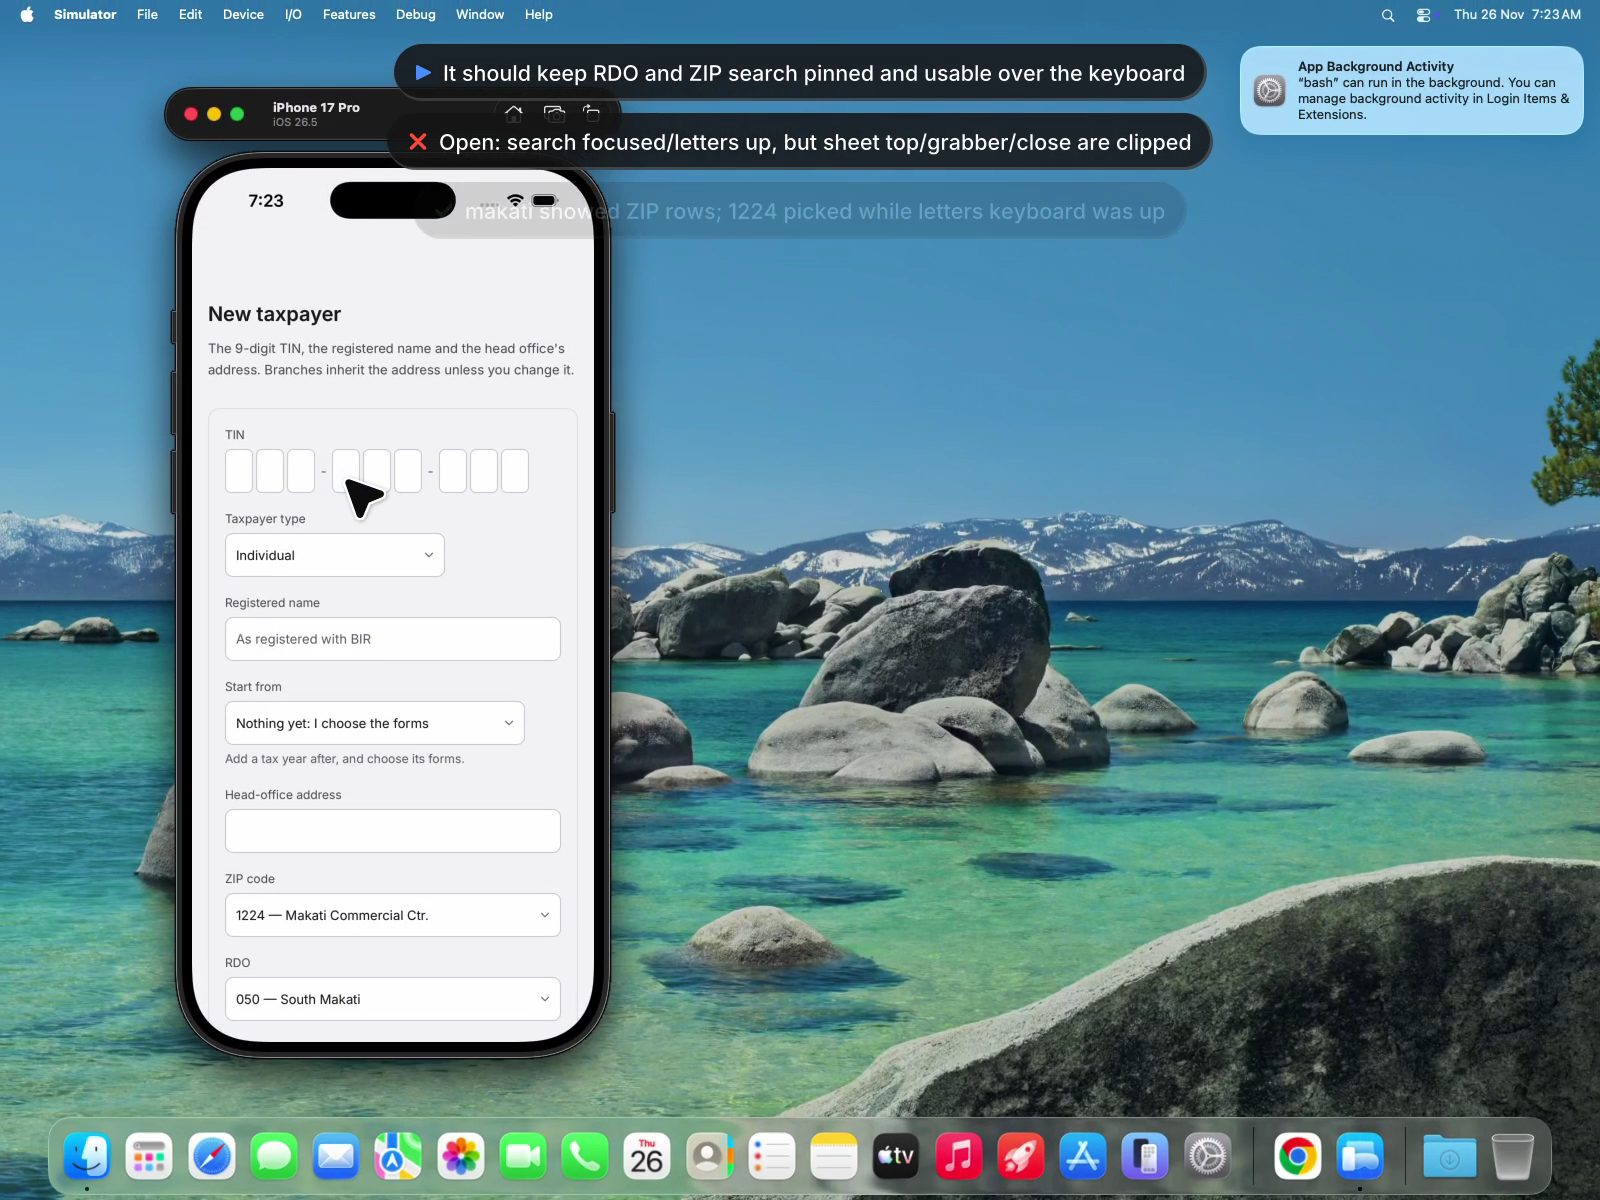 Simulator File Edit Device I/O Features Debug Window Help
Thu 26 Nov 7:23 AM
It should keep RDO and ZIP search pinned and usable over the keyboard
App Background Activity
“bash” can run in the background. You can
manage background activity in Login Items &
Extensions.
iPhone 17 Pro
iOS 26.5
Open: search focused/letters up, but sheet top/grabber/close are clipped
7:23
makati showed ZIP rows; 1224 picked while letters keyboard was up
New taxpayer
The 9-digit TIN, the registered name and the head office's
address. Branches inherit the address unless you change it.
TIN
- -
Taxpayer type
Individual
Registered name
As registered with BIR
Start from
Nothing yet: I choose the forms
Add a tax year after, and choose its forms.
Head-office address
ZIP code
1224 — Makati Commercial Ctr.
RDO
050 — South Makati
Thu
26
tv